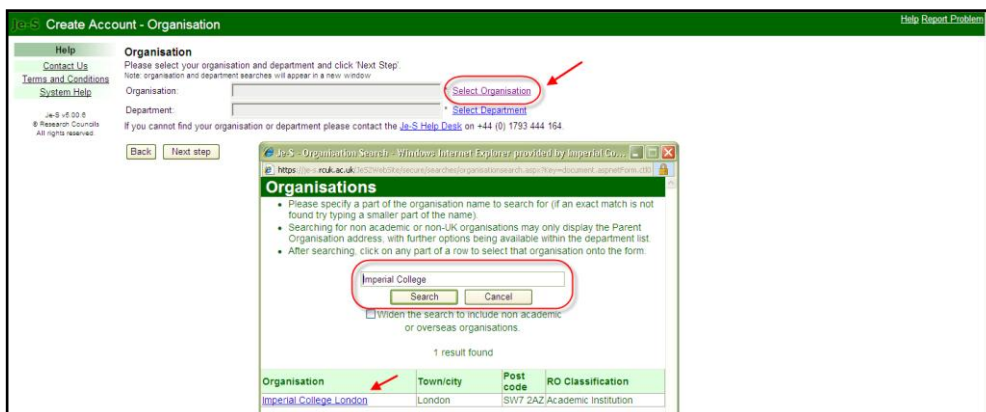 Je-S Create Account - Organisation
Help Report Problem
Help
Contact Us
Terms and Conditions
System Help
Je-S v6.00.6
© Research Councils
All rights reserved.
Organisation
Please select your organisation and department and click 'Next Step'.
Note: organisation and department searches will appear in a new window
Organisation: * Select Organisation
Department: * Select Department
If you cannot find your organisation or department please contact the Je-S Help Desk on +44 (0) 1793 444 164.
Back Next step
Je-S - Organisation Search - Windows Internet Explorer provided by Imperial Co...
Organisations
• Please specify a part of the organisation name to search for (if an exact match is not
found try typing a smaller part of the name).
• Searching for non academic or non-UK organisations may only display the Parent
Organisation address, with further options being available within the department list.
• After searching, click on any part of a row to select that organisation onto the form.
Imperial College
Search Cancel
Widen the search to include non academic
or overseas organisations.
1 result found
Organisation Town/city Post code RO Classification
Imperial College London London SW7 2AZ Academic Institution